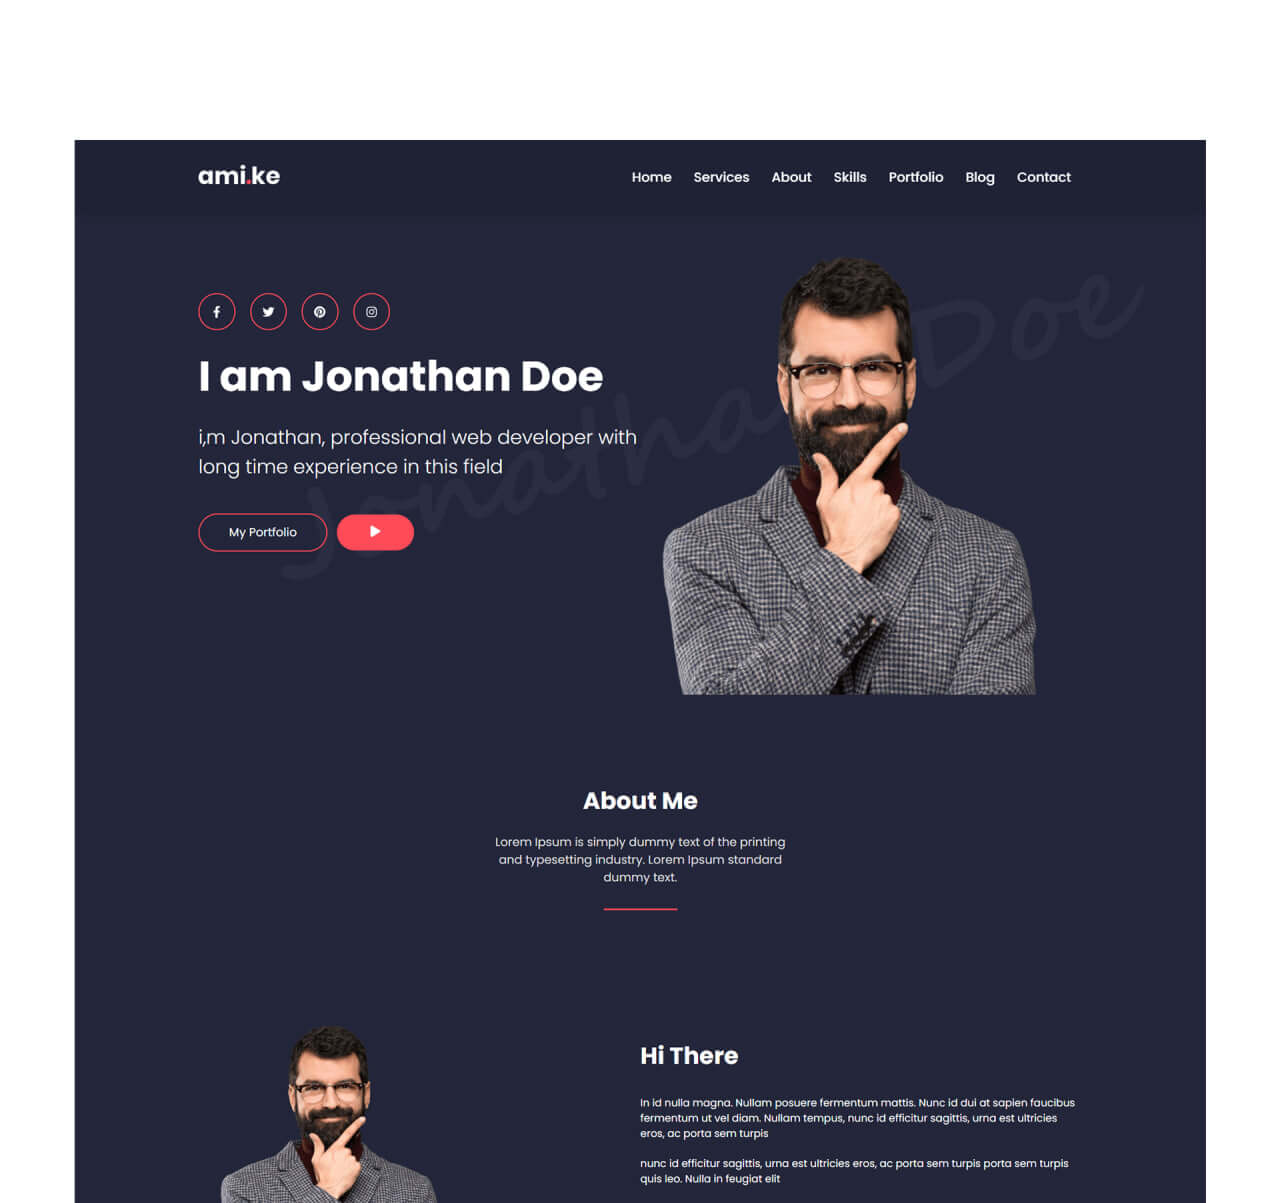 ami.ke
Home Services About Skills Portfolio Blog Contact
Jonathan Doe
I am Jonathan Doe
i,m Jonathan, professional web developer with
long time experience in this field
My Portfolio
About Me
Lorem Ipsum is simply dummy text of the printing
and typesetting industry. Lorem Ipsum standard
dummy text.
Hi There
In id nulla magna. Nullam posuere fermentum mattis. Nunc id dui at sapien faucibus
fermentum ut vel diam. Nullam tempus, nunc id efficitur sagittis, urna est ultricies
eros, ac porta sem turpis
nunc id efficitur sagittis, urna est ultricies eros, ac porta sem turpis porta sem turpis
quis leo. Nulla in feugiat elit